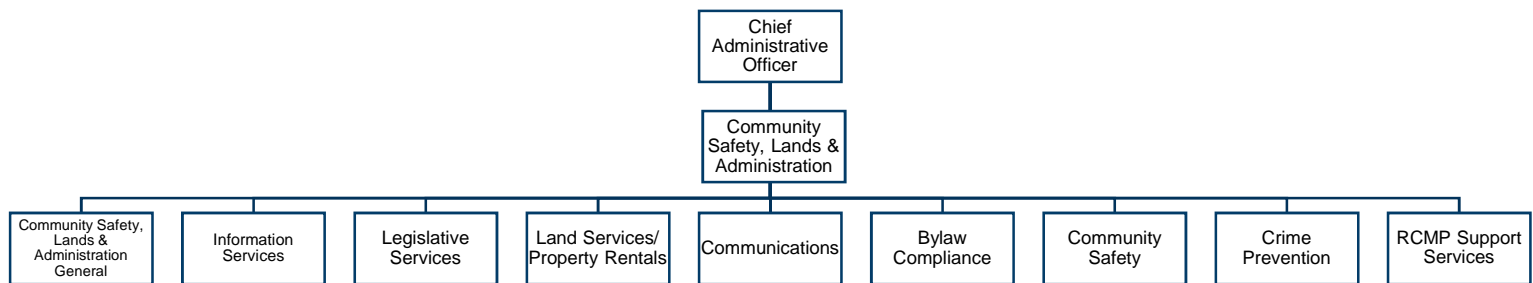 Chief
Administrative
Officer
Community
Safety, Lands &
Administration
Community Safety,
Lands &
Administration
General
Information
Services
Legislative
Services
Land Services/
Property Rentals
Communications
Bylaw
Compliance
Community
Safety
Crime
Prevention
RCMP Support
Services